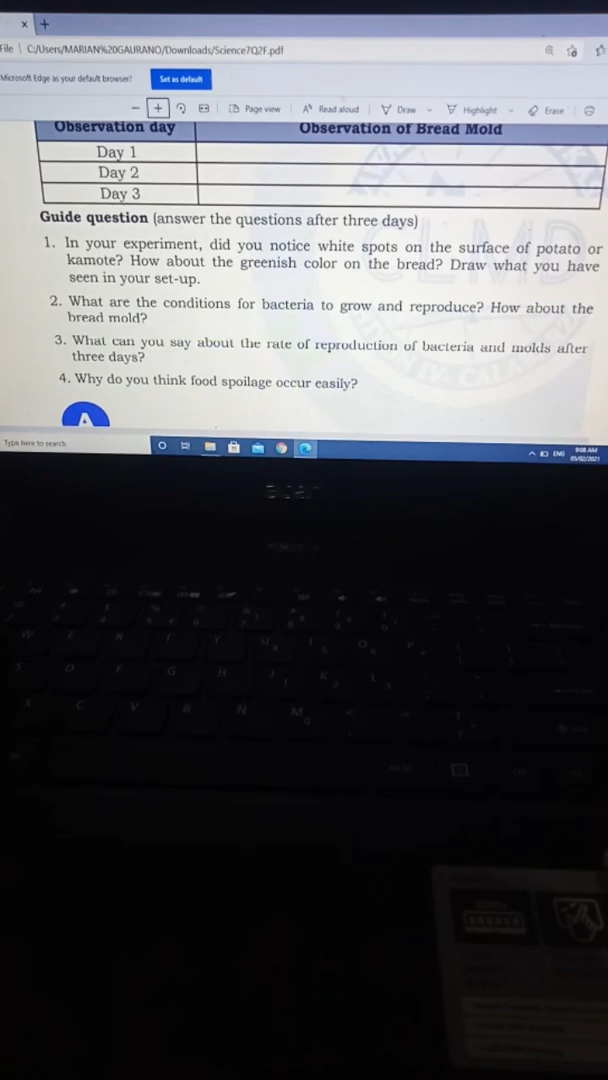 File | C:/Users/MARIAN%20GAURANO/Downloads/Science7Q2F.pdf
Microsoft Edge as your default browser? Set as default
Page view Read aloud Draw Highlight Erase
Observation day Observation of Bread Mold
Day 1
Day 2
Day 3
Guide question (answer the questions after three days)
1. In your experiment, did you notice white spots on the surface of potato or
kamote? How about the greenish color on the bread? Draw what you have
seen in your set-up.
2. What are the conditions for bacteria to grow and reproduce? How about the
bread mold?
3. What can you say about the rate of reproduction of bacteria and molds after
three days?
4. Why do you think food spoilage occur easily?
A
Type here to search
ENG 9:08 AM
05/02/2021
acer
W E R T Y U I O P
S D F G H J K L
X C V B N M